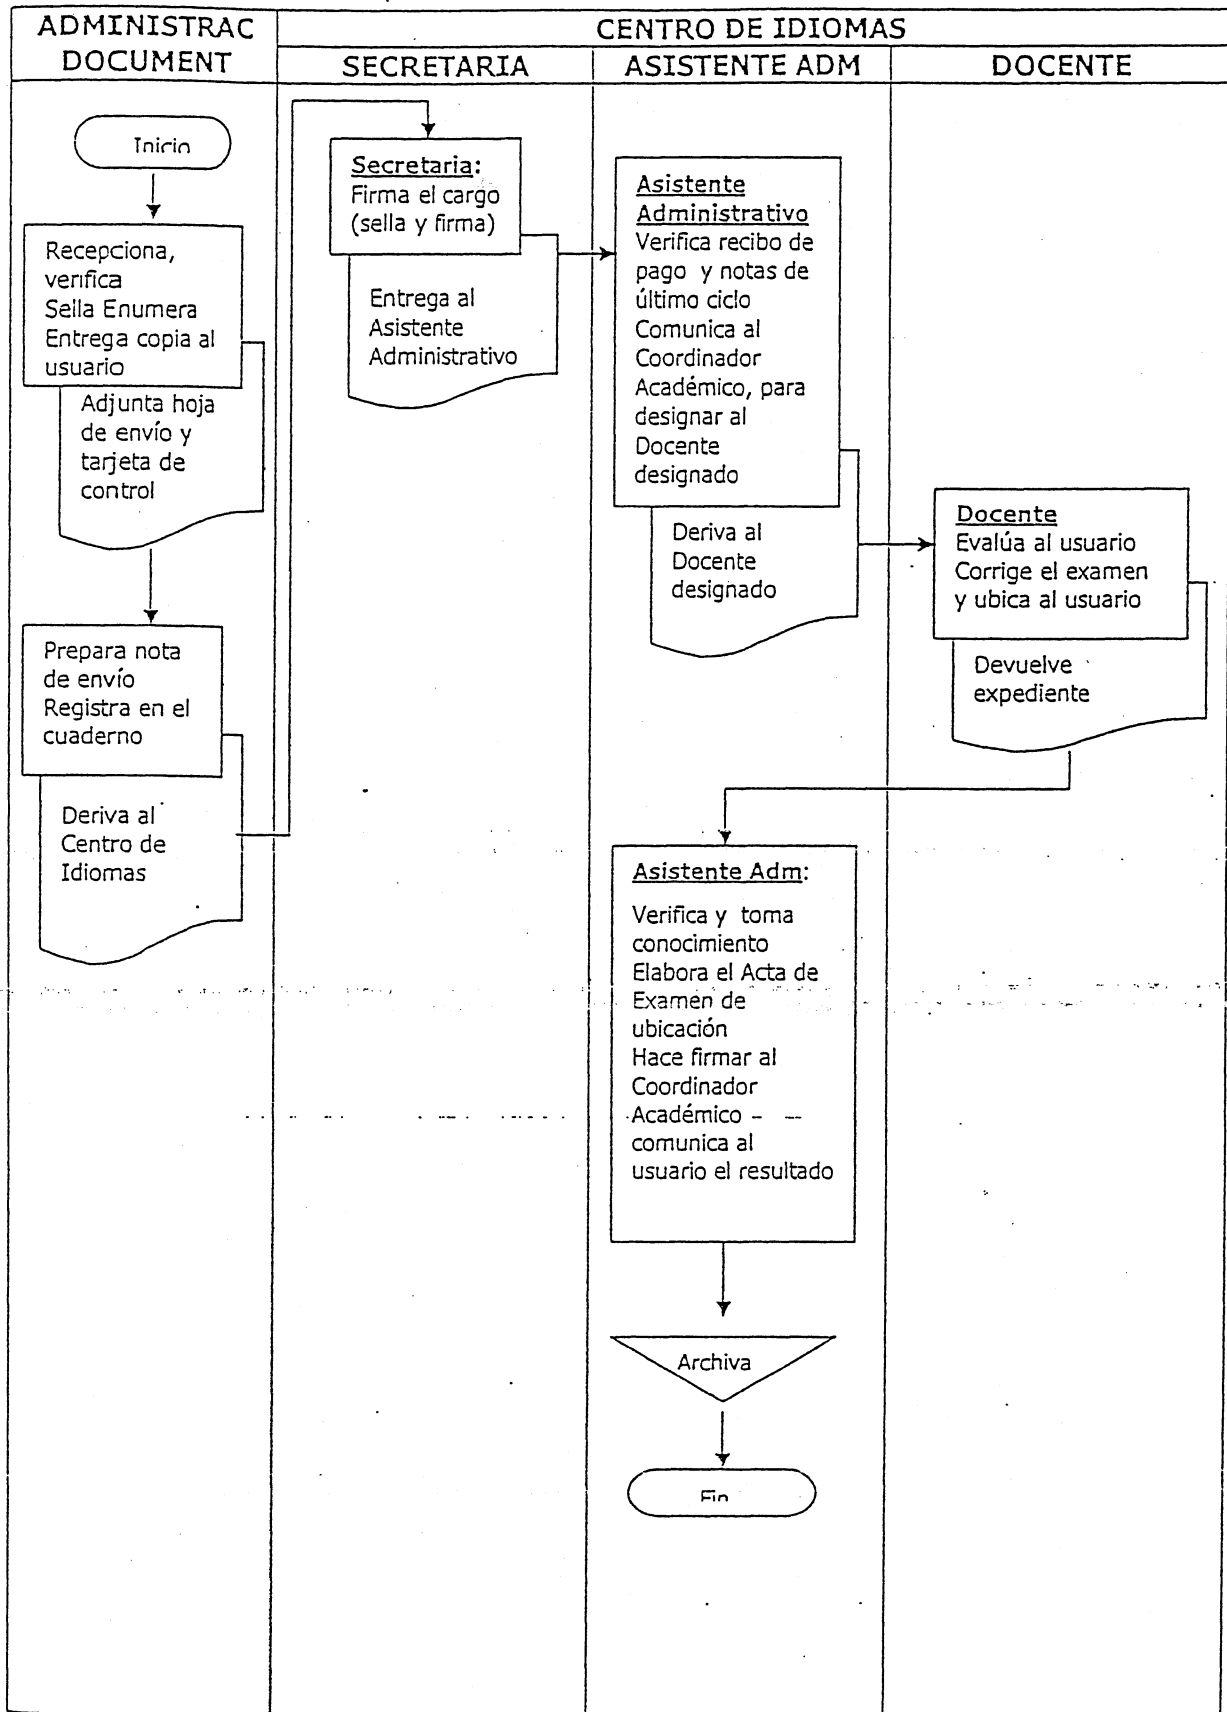 ADMINISTRAC
DOCUMENT
CENTRO DE IDIOMAS
SECRETARIA
ASISTENTE ADM
DOCENTE
Inicio
Recepciona,
verifica
Sella Enumera
Entrega copia al
usuario
Adjunta hoja
de envío y
tarjeta de
control
Prepara nota
de envío
Registra en el
cuaderno
Deriva al
Centro de
Idiomas
Secretaria:
Firma el cargo
(sella y firma)
Entrega al
Asistente
Administrativo
Asistente
Administrativo
Verifica recibo de
pago y notas de
último ciclo
Comunica al
Coordinador
Académico, para
designar al
Docente
designado
Deriva al
Docente
designado
Docente
Evalúa al usuario
Corrige el examen
y ubica al usuario
Devuelve
expediente
Asistente Adm:
Verifica y toma
conocimiento
Elabora el Acta de
Examen de
ubicación
Hace firmar al
Coordinador
Académico –
comunica al
usuario el resultado
Archiva
Fin